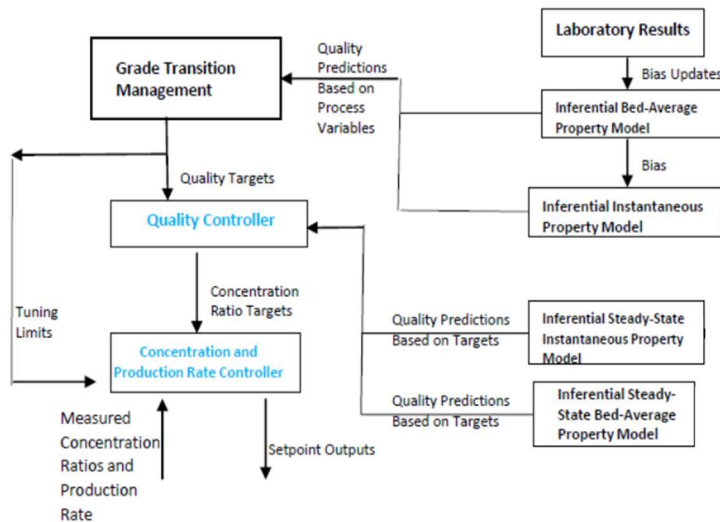 Laboratory Results
Quality
Predictions
Based on
Process
Variables
Grade Transition
Management
Bias Updates
Inferential Bed-Average
Property Model
Bias
Quality Targets
Inferential Instantaneous
Property Model
Quality Controller
Concentration
Ratio Targets
Tuning
Limits
Quality Predictions
Based on Targets
Inferential Steady-State
Instantaneous Property
Model
Concentration and
Production Rate Controller
Quality Predictions
Based on Targets
Inferential Steady-
State Bed-Average
Property Model
Measured
Concentration
Ratios and
Production
Rate
Setpoint Outputs